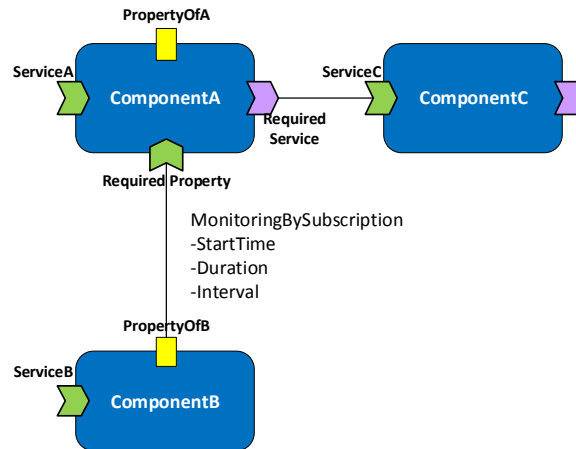 PropertyOfA
ServiceA
ComponentA
ServiceC
ComponentC
Required
Service
Required Property
MonitoringBySubscription
-StartTime
-Duration
-Interval
PropertyOfB
ServiceB
ComponentB